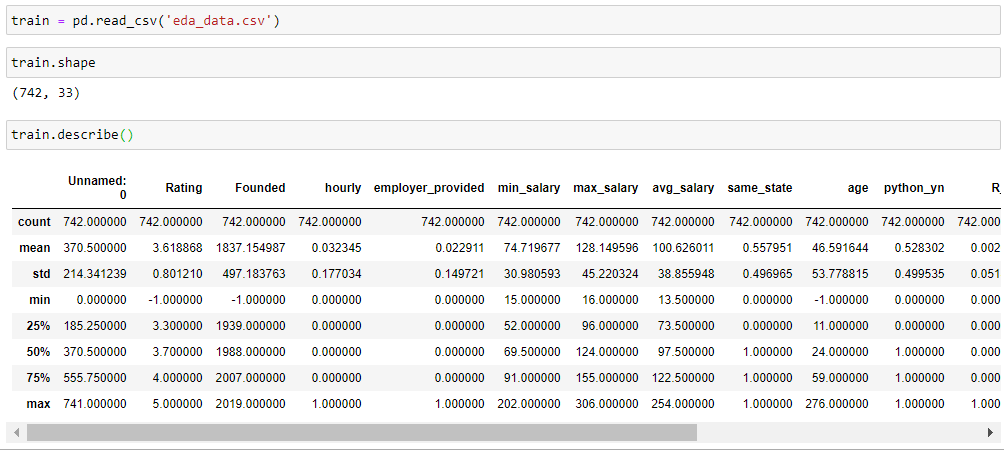 train = pd.read_csv('eda_data.csv')
train.shape
(742, 33)
train.describe()
Unnamed: 0 Rating Founded hourly employer_provided min_salary max_salary avg_salary same_state age python_yn R_
count 742.000000 742.000000 742.000000 742.000000 742.000000 742.000000 742.000000 742.000000 742.000000 742.000000 742.000000 742.000
mean 370.500000 3.618868 1837.154987 0.032345 0.022911 74.719677 128.149596 100.626011 0.557951 46.591644 0.528302 0.002
std 214.341239 0.801210 497.183763 0.177034 0.149721 30.980593 45.220324 38.855948 0.496965 53.778815 0.499535 0.051
min 0.000000 -1.000000 -1.000000 0.000000 0.000000 15.000000 16.000000 13.500000 0.000000 -1.000000 0.000000 0.000
25% 185.250000 3.300000 1939.000000 0.000000 0.000000 52.000000 96.000000 73.500000 0.000000 11.000000 0.000000 0.000
50% 370.500000 3.700000 1988.000000 0.000000 0.000000 69.500000 124.000000 97.500000 1.000000 24.000000 1.000000 0.000
75% 555.750000 4.000000 2007.000000 0.000000 0.000000 91.000000 155.000000 122.500000 1.000000 59.000000 1.000000 0.000
max 741.000000 5.000000 2019.000000 1.000000 1.000000 202.000000 306.000000 254.000000 1.000000 276.000000 1.000000 1.000